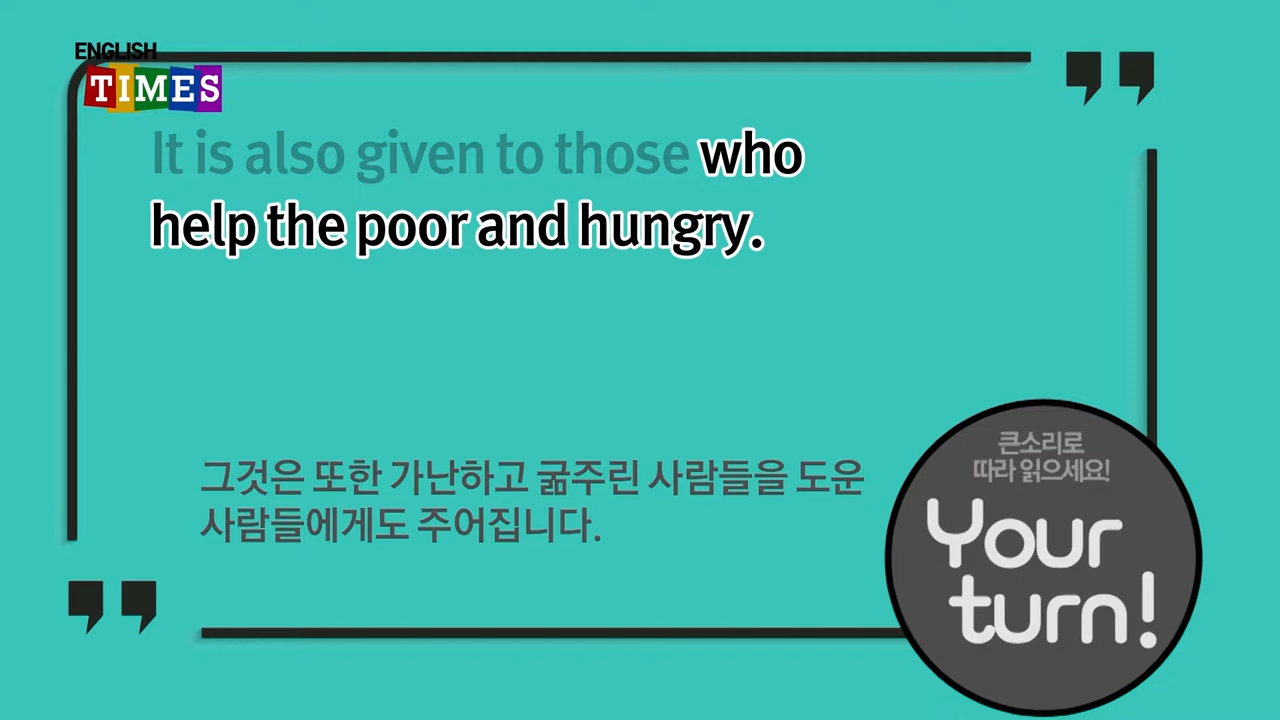 ENGLISH
TIMES
It is also given to those who
help the poor and hungry.
그것은 또한 가난하고 굶주린 사람들을 도운
사람들에게도 주어집니다.
큰소리로
따라 읽으세요!
Your
turn!